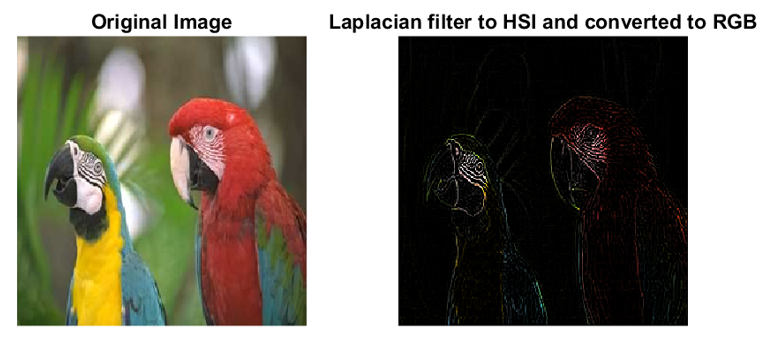 Original Image
Laplacian filter to HSI and converted to RGB